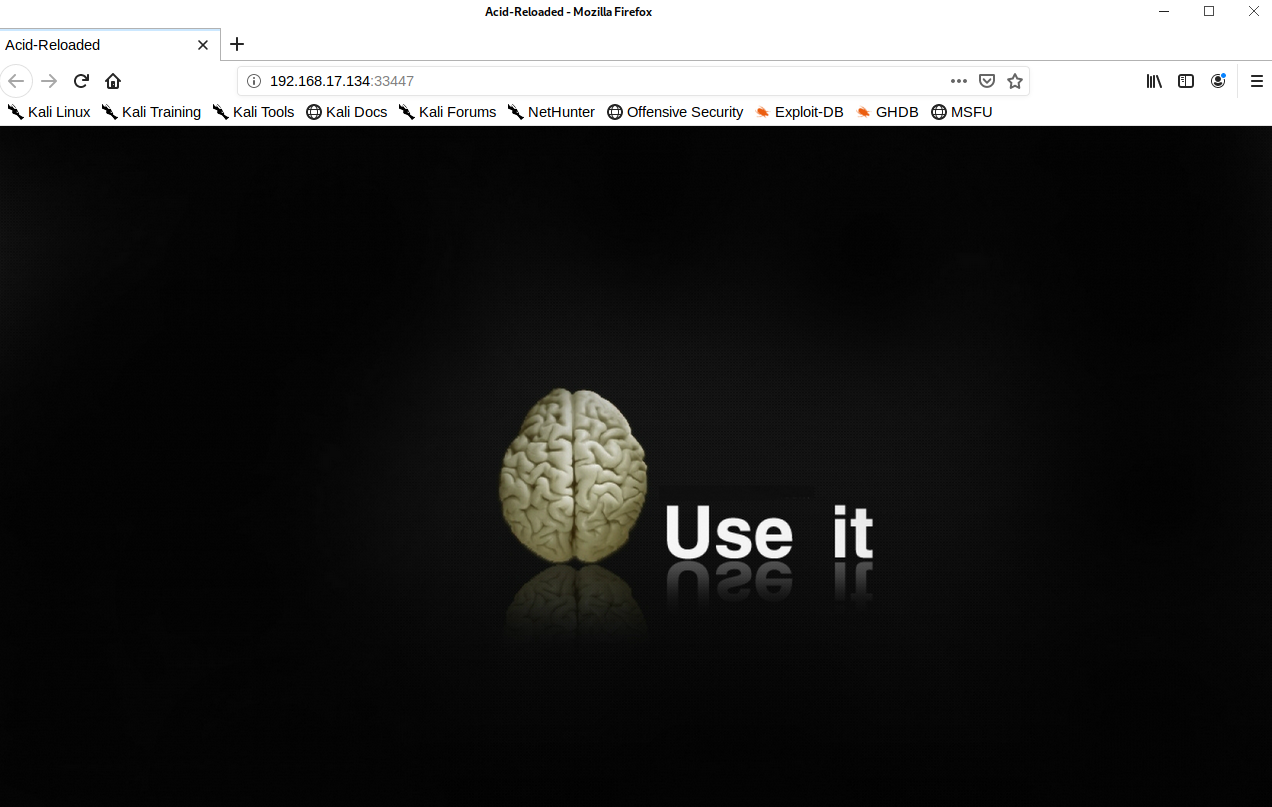 Acid-Reloaded - Mozilla Firefox
Acid-Reloaded
192.168.17.134:33447
Kali Linux Kali Training Kali Tools Kali Docs Kali Forums NetHunter Offensive Security Exploit-DB GHDB MSFU
Use it